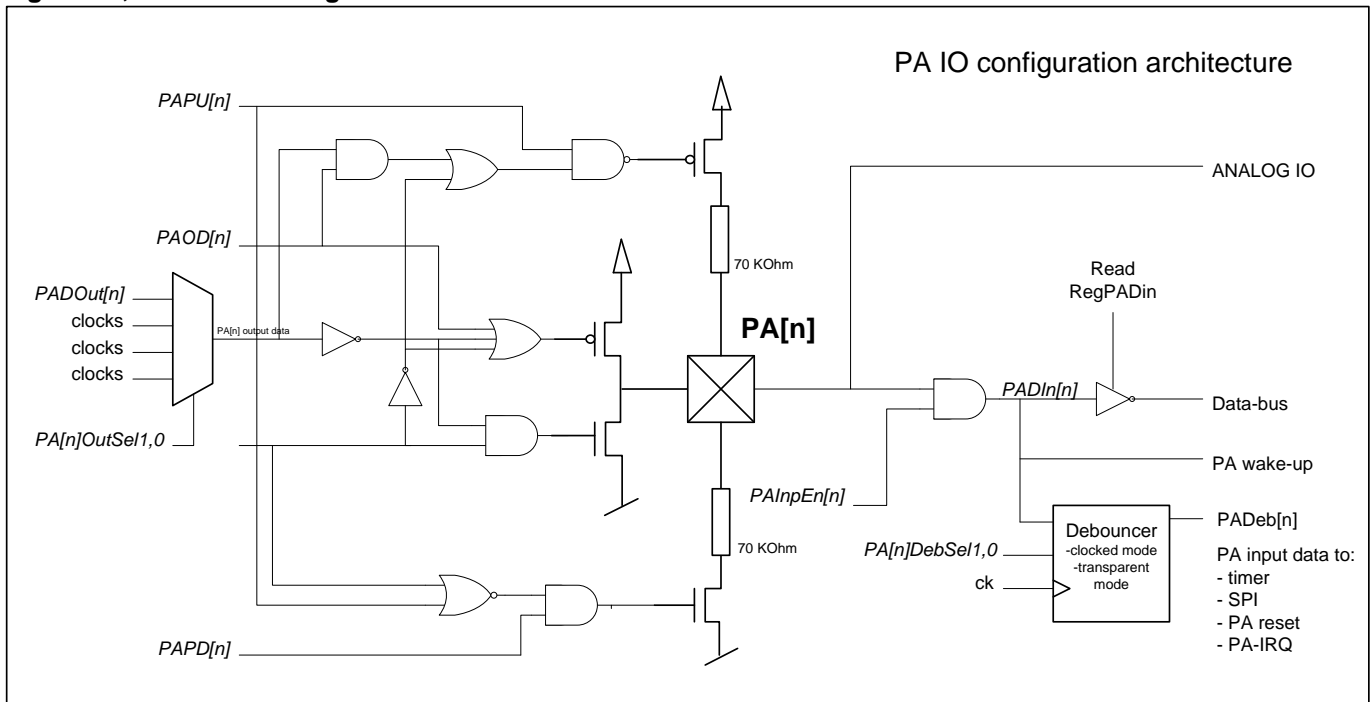 PA IO configuration architecture
PAPU[n]
ANALOG IO
PAOD[n]
70 KOhm
Read
RegPADin
PADOut[n]
clocks
clocks
clocks
PA[n] output data
PA[n]
PADIn[n]
Data-bus
PA[n]OutSel1,0
PA wake-up
PAInpEn[n]
PADeb[n]
Debouncer
-clocked mode
-transparent
mode
70 KOhm
PA[n]DebSel1,0
ck
PA input data to:
- timer
- SPI
- PA reset
- PA-IRQ
PAPD[n]